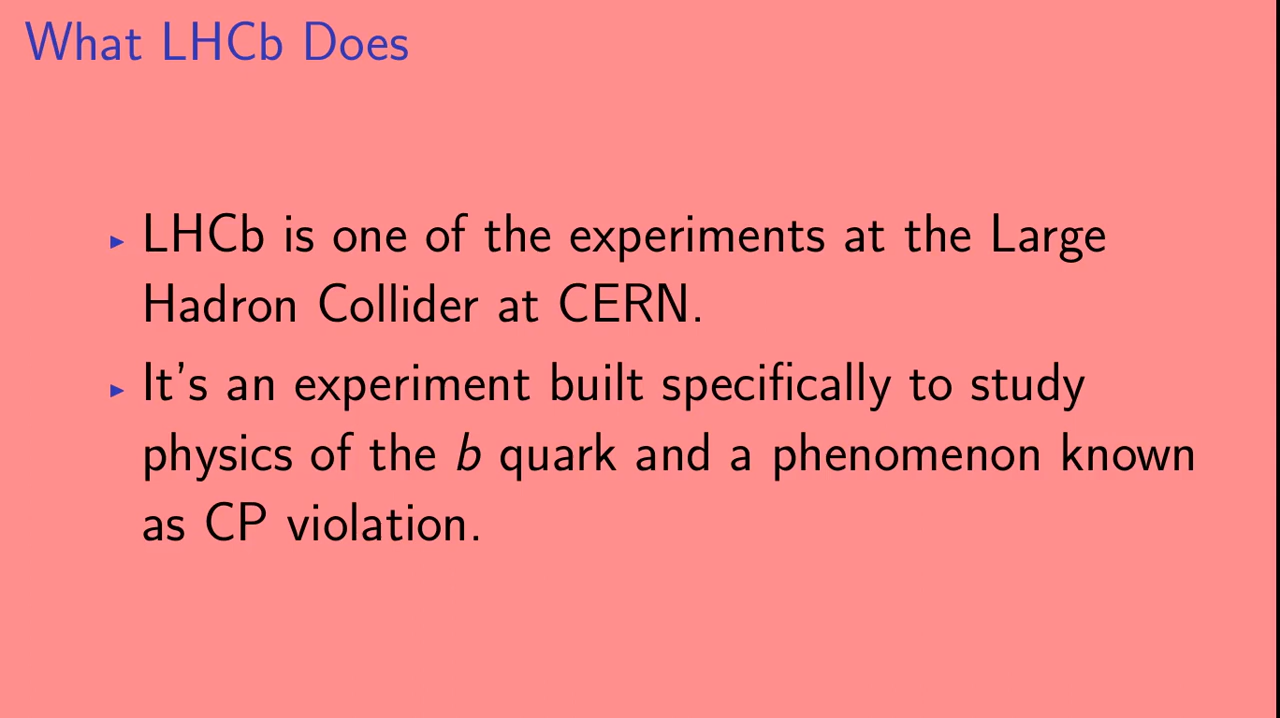 What LHCb Does
▸ LHCb is one of the experiments at the Large
Hadron Collider at CERN.
▸ It's an experiment built specifically to study
physics of the b quark and a phenomenon known
as CP violation.